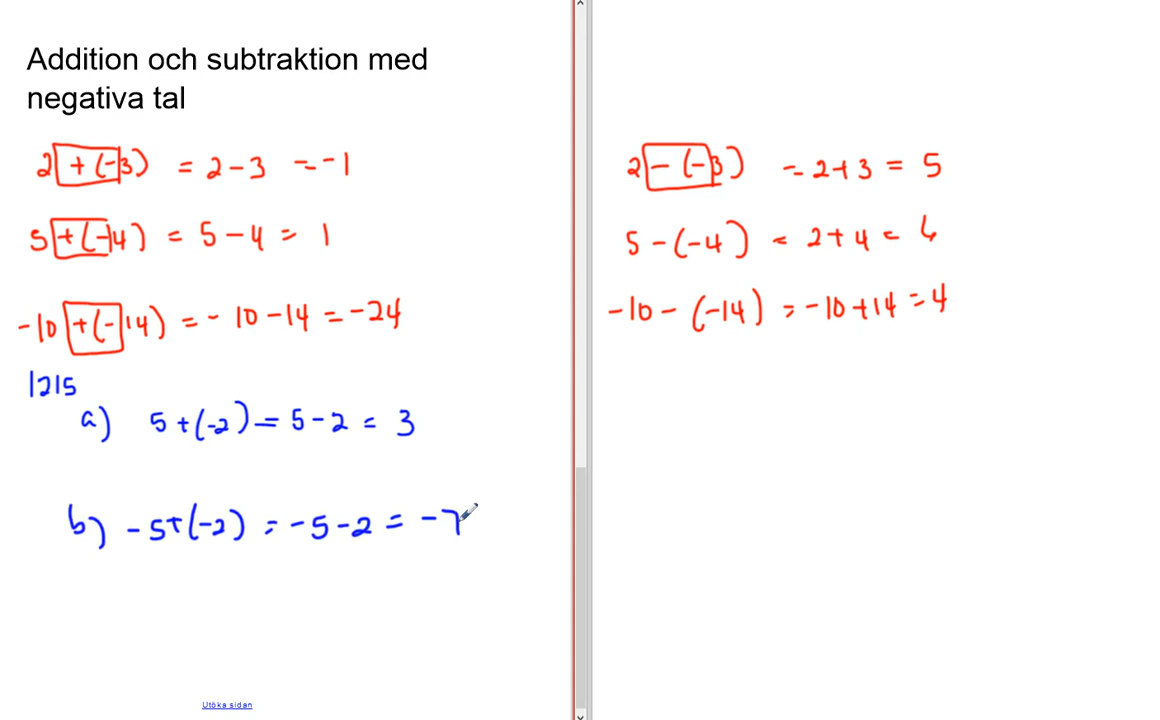 Addition och subtraktion med
negativa tal
2 + (-3) = 2 - 3 = -1
5 + (-4) = 5 - 4 = 1
-10 + (-14) = - 10 - 14 = -24
1215
a) 5 + (-2) = 5 - 2 = 3
b) - 5 + (-2) = - 5 - 2 = - 7
Utöka sidan
2 - (-3) = 2 + 3 = 5
5 - (-4) = 2 + 4 = 6
-10 - (-14) = -10 + 14 = 4